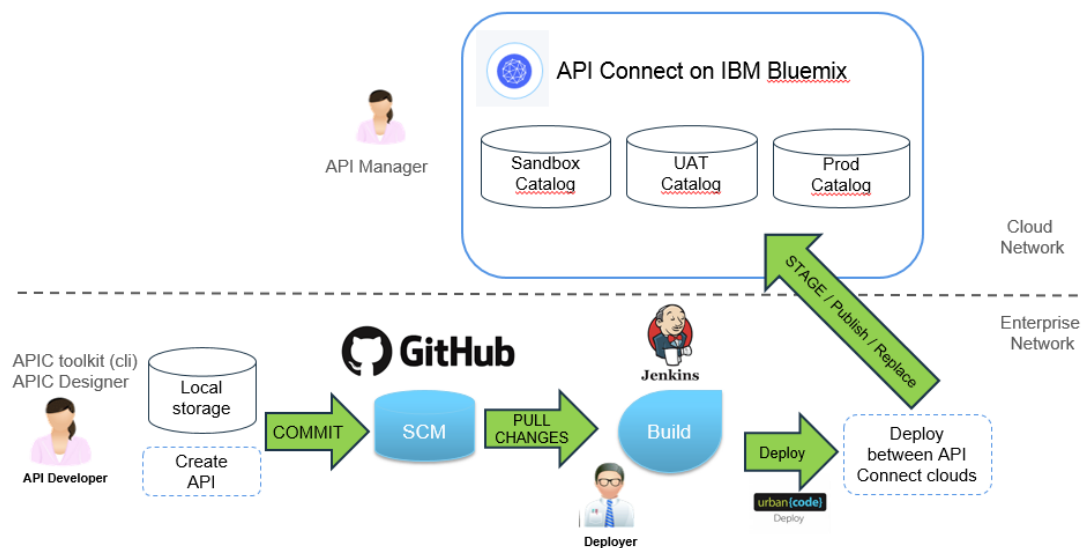 API Connect on IBM Bluemix
API Manager
Sandbox
Catalog
UAT
Catalog
Prod
Catalog
Cloud
Network
STAGE / Publish / Replace
Enterprise
Network
APIC toolkit (cli)
APIC Designer
API Developer
Local
storage
Create
API
COMMIT
GitHub
SCM
PULL
CHANGES
Jenkins
Build
Deployer
Deploy
urban{code}
Deploy
Deploy
between API
Connect clouds